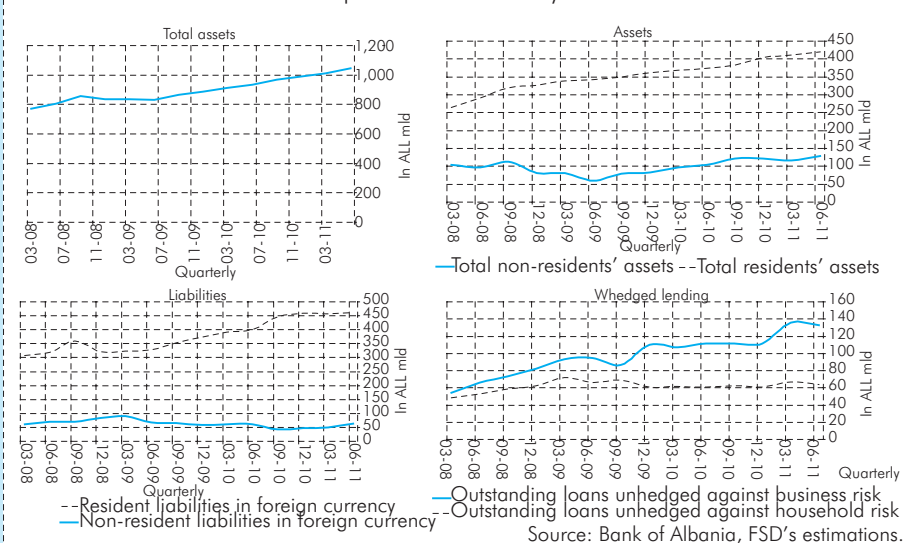 Total assets
1,200
1,000
800
600
400
200
0
In ALL mld
03-08 07-08 11-08 03-09 06-09 11-09 03-10 07-10 11-10 03-11
Quarterly
Assets
450
400
350
300
250
200
150
100
50
0
In ALL mld
03-08 06-08 09-08 12-08 03-09 06-09 09-09 12-09 03-10 06-10 09-10 12-10 03-11 06-11
Quarterly
Total non-residents' assets Total residents' assets
Liabilities
500
450
400
350
300
250
200
150
100
50
0
In ALL mld
03-08 06-08 09-08 12-08 03-09 06-09 09-09 12-09 03-10 06-10 09-10 12-10 03-11 06-11
Quarterly
Resident liabilities in foreign currency
Non-resident liabilities in foreign currency
Whedged lending
160
140
120
100
80
60
40
20
0
In ALL mld
03-08 06-08 09-08 12-08 03-09 06-09 09-09 12-09 03-10 06-10 09-10 12-10 03-11 06-11
Quarterly
Outstanding loans unhedged against business risk
Outstanding loans unhedged against household risk
Source: Bank of Albania, FSD's estimations.